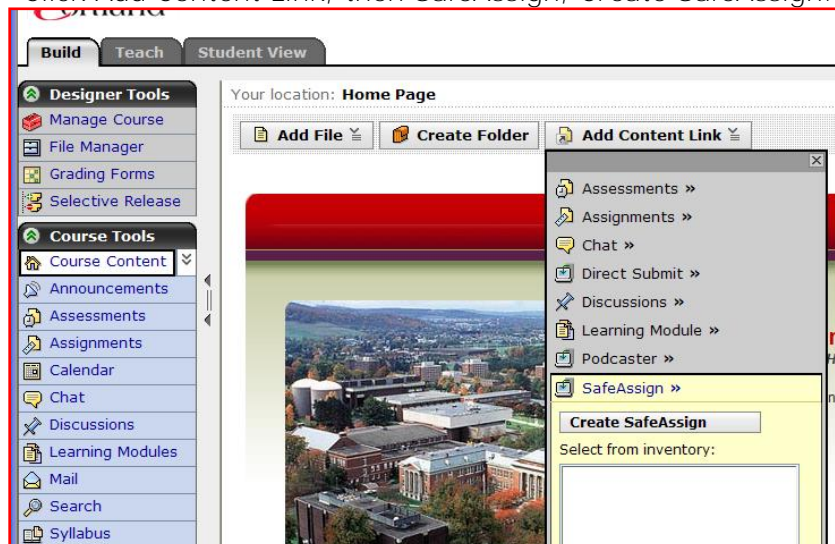 Click Add Content Link, then SafeAssign, Create SafeAssign
Build Teach Student View
Designer Tools
Manage Course
File Manager
Grading Forms
Selective Release
Course Tools
Course Content
Announcements
Assessments
Assignments
Calendar
Chat
Discussions
Learning Modules
Mail
Search
Syllabus
Your location: Home Page
Add File Create Folder Add Content Link
Assessments »
Assignments »
Chat »
Direct Submit »
Discussions »
Learning Module »
Podcaster »
SafeAssign »
Create SafeAssign
Select from inventory: